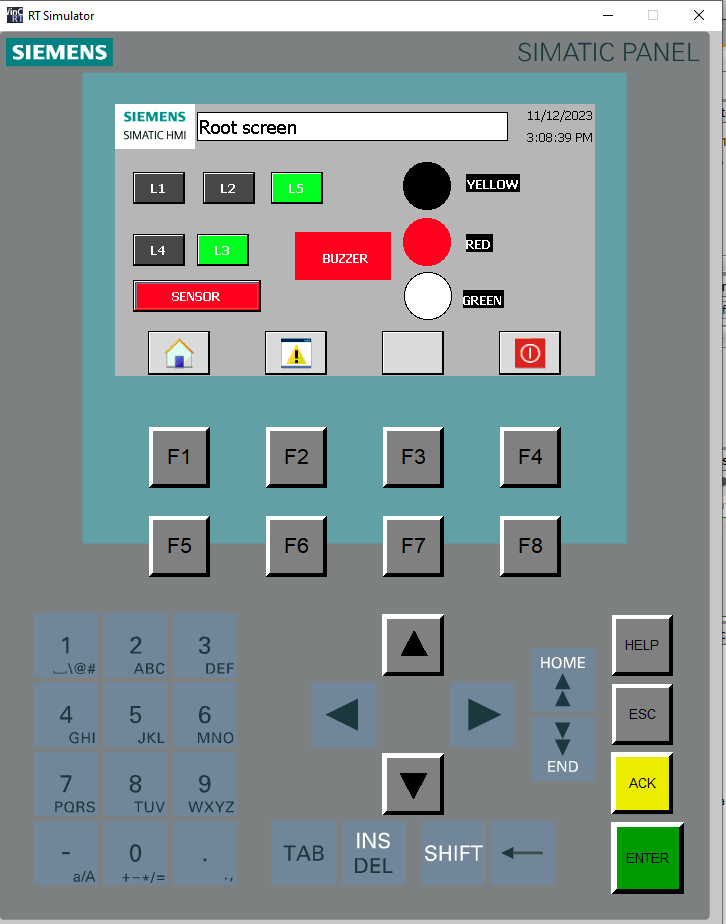 RT Simulator
SIEMENS
SIMATIC PANEL
SIEMENS
SIMATIC HMI
Root screen
11/12/2023
3:08:39 PM
L1
L2
L5
YELLOW
L4
L3
BUZZER
RED
SENSOR
GREEN
F1
F2
F3
F4
F5
F6
F7
F8
1
\@#
2
ABC
3
DEF
HELP
HOME
4
GHI
5
JKL
6
MNO
ESC
END
7
PQRS
8
TUV
9
WXYZ
ACK
-
a/A
0
+-*/=
.
.,
TAB
INS
DEL
SHIFT
ENTER